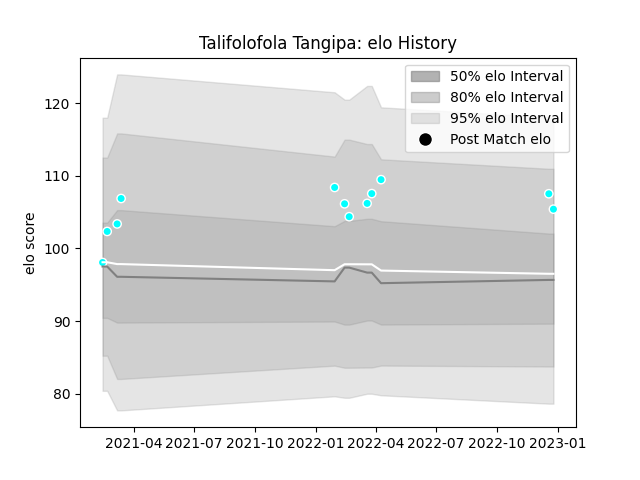 Talifolofola Tangipa: elo History
50% elo Interval
80% elo Interval
95% elo Interval
Post Match elo
elo score
120
110
100
90
80
2021-04 2021-07 2021-10 2022-01 2022-04 2022-07 2022-10 2023-01